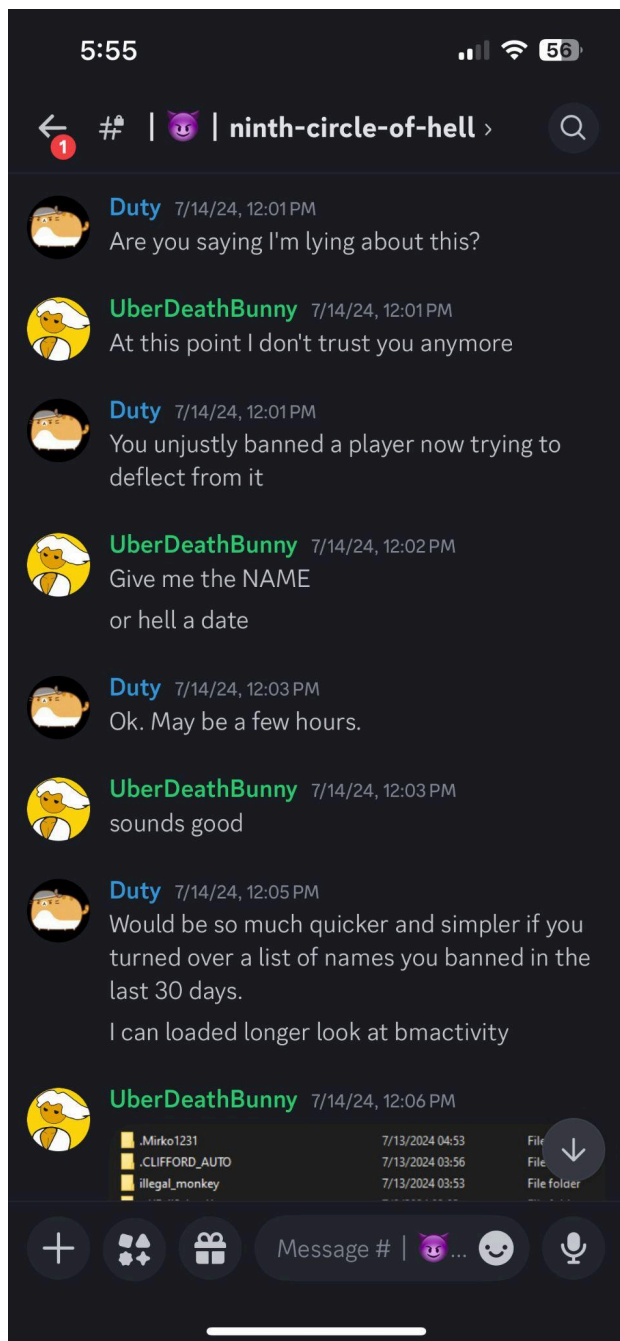 5:55
56
1
# | 😈 | ninth-circle-of-hell ›
Duty 7/14/24, 12:01 PM
Are you saying I'm lying about this?
UberDeathBunny 7/14/24, 12:01 PM
At this point I don't trust you anymore
Duty 7/14/24, 12:01 PM
You unjustly banned a player now trying to
deflect from it
UberDeathBunny 7/14/24, 12:02 PM
Give me the NAME
or hell a date
Duty 7/14/24, 12:03 PM
Ok. May be a few hours.
UberDeathBunny 7/14/24, 12:03 PM
sounds good
Duty 7/14/24, 12:05 PM
Would be so much quicker and simpler if you
turned over a list of names you banned in the
last 30 days.
I can loaded longer look at bmactivity
UberDeathBunny 7/14/24, 12:06 PM
.Mirko1231 7/13/2024 04:53 File
.CLIFFORD_AUTO 7/13/2024 03:56 File
illegal_monkey 7/13/2024 03:53 File folder
Message # | 😈...